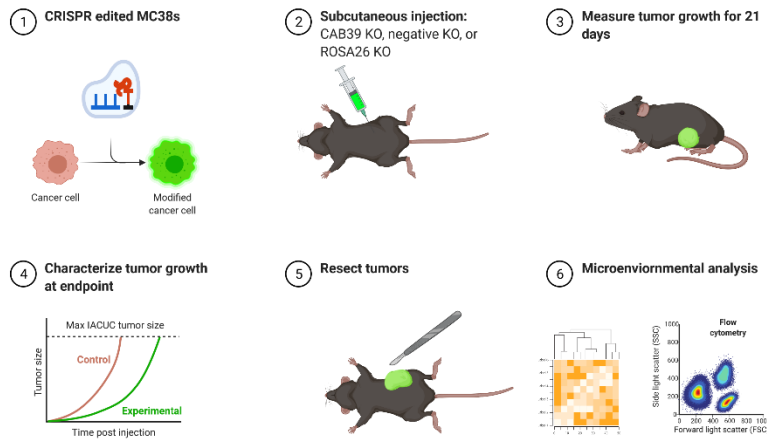 1 CRISPR edited MC38s
Cancer cell
Modified
cancer cell
2 Subcutaneous injection:
CAB39 KO, negative KO, or
ROSA26 KO
3 Measure tumor growth for 21
days
4 Characterize tumor growth
at endpoint
Max IACUC tumor size
Control
Experimental
Tumor size
Time post injection
5 Resect tumors
6 Microenviornmental analysis
Flow
cytometry
Side light scatter (SSC)
1000
800
600
400
200
0
0 200 400 600 800 100
Forward light scatter (FSC